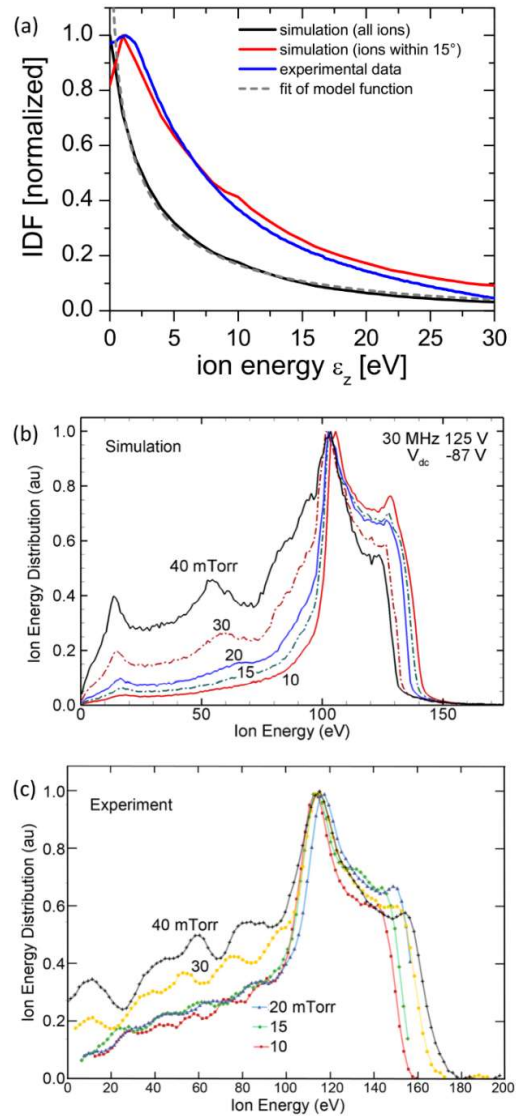 (a)
simulation (all ions)
simulation (ions within 15°)
experimental data
fit of model function
IDF [normalized]
1.0
0.8
0.6
0.4
0.2
0.0
0 5 10 15 20 25 30
ion energy ε_z [eV]
(b)
Simulation
30 MHz 125 V
V_dc -87 V
Ion Energy Distribution (au)
1.0
0.8
0.6
0.4
0.2
0.0
40 mTorr
30
20
15
10
0 50 100 150
Ion Energy (eV)
(c)
Experiment
Ion Energy Distribution (au)
1.0
0.8
0.6
0.4
0.2
0
40 mTorr
30
20 mTorr
15
10
0 20 40 60 80 100 120 140 160 180 200
Ion Energy (eV)